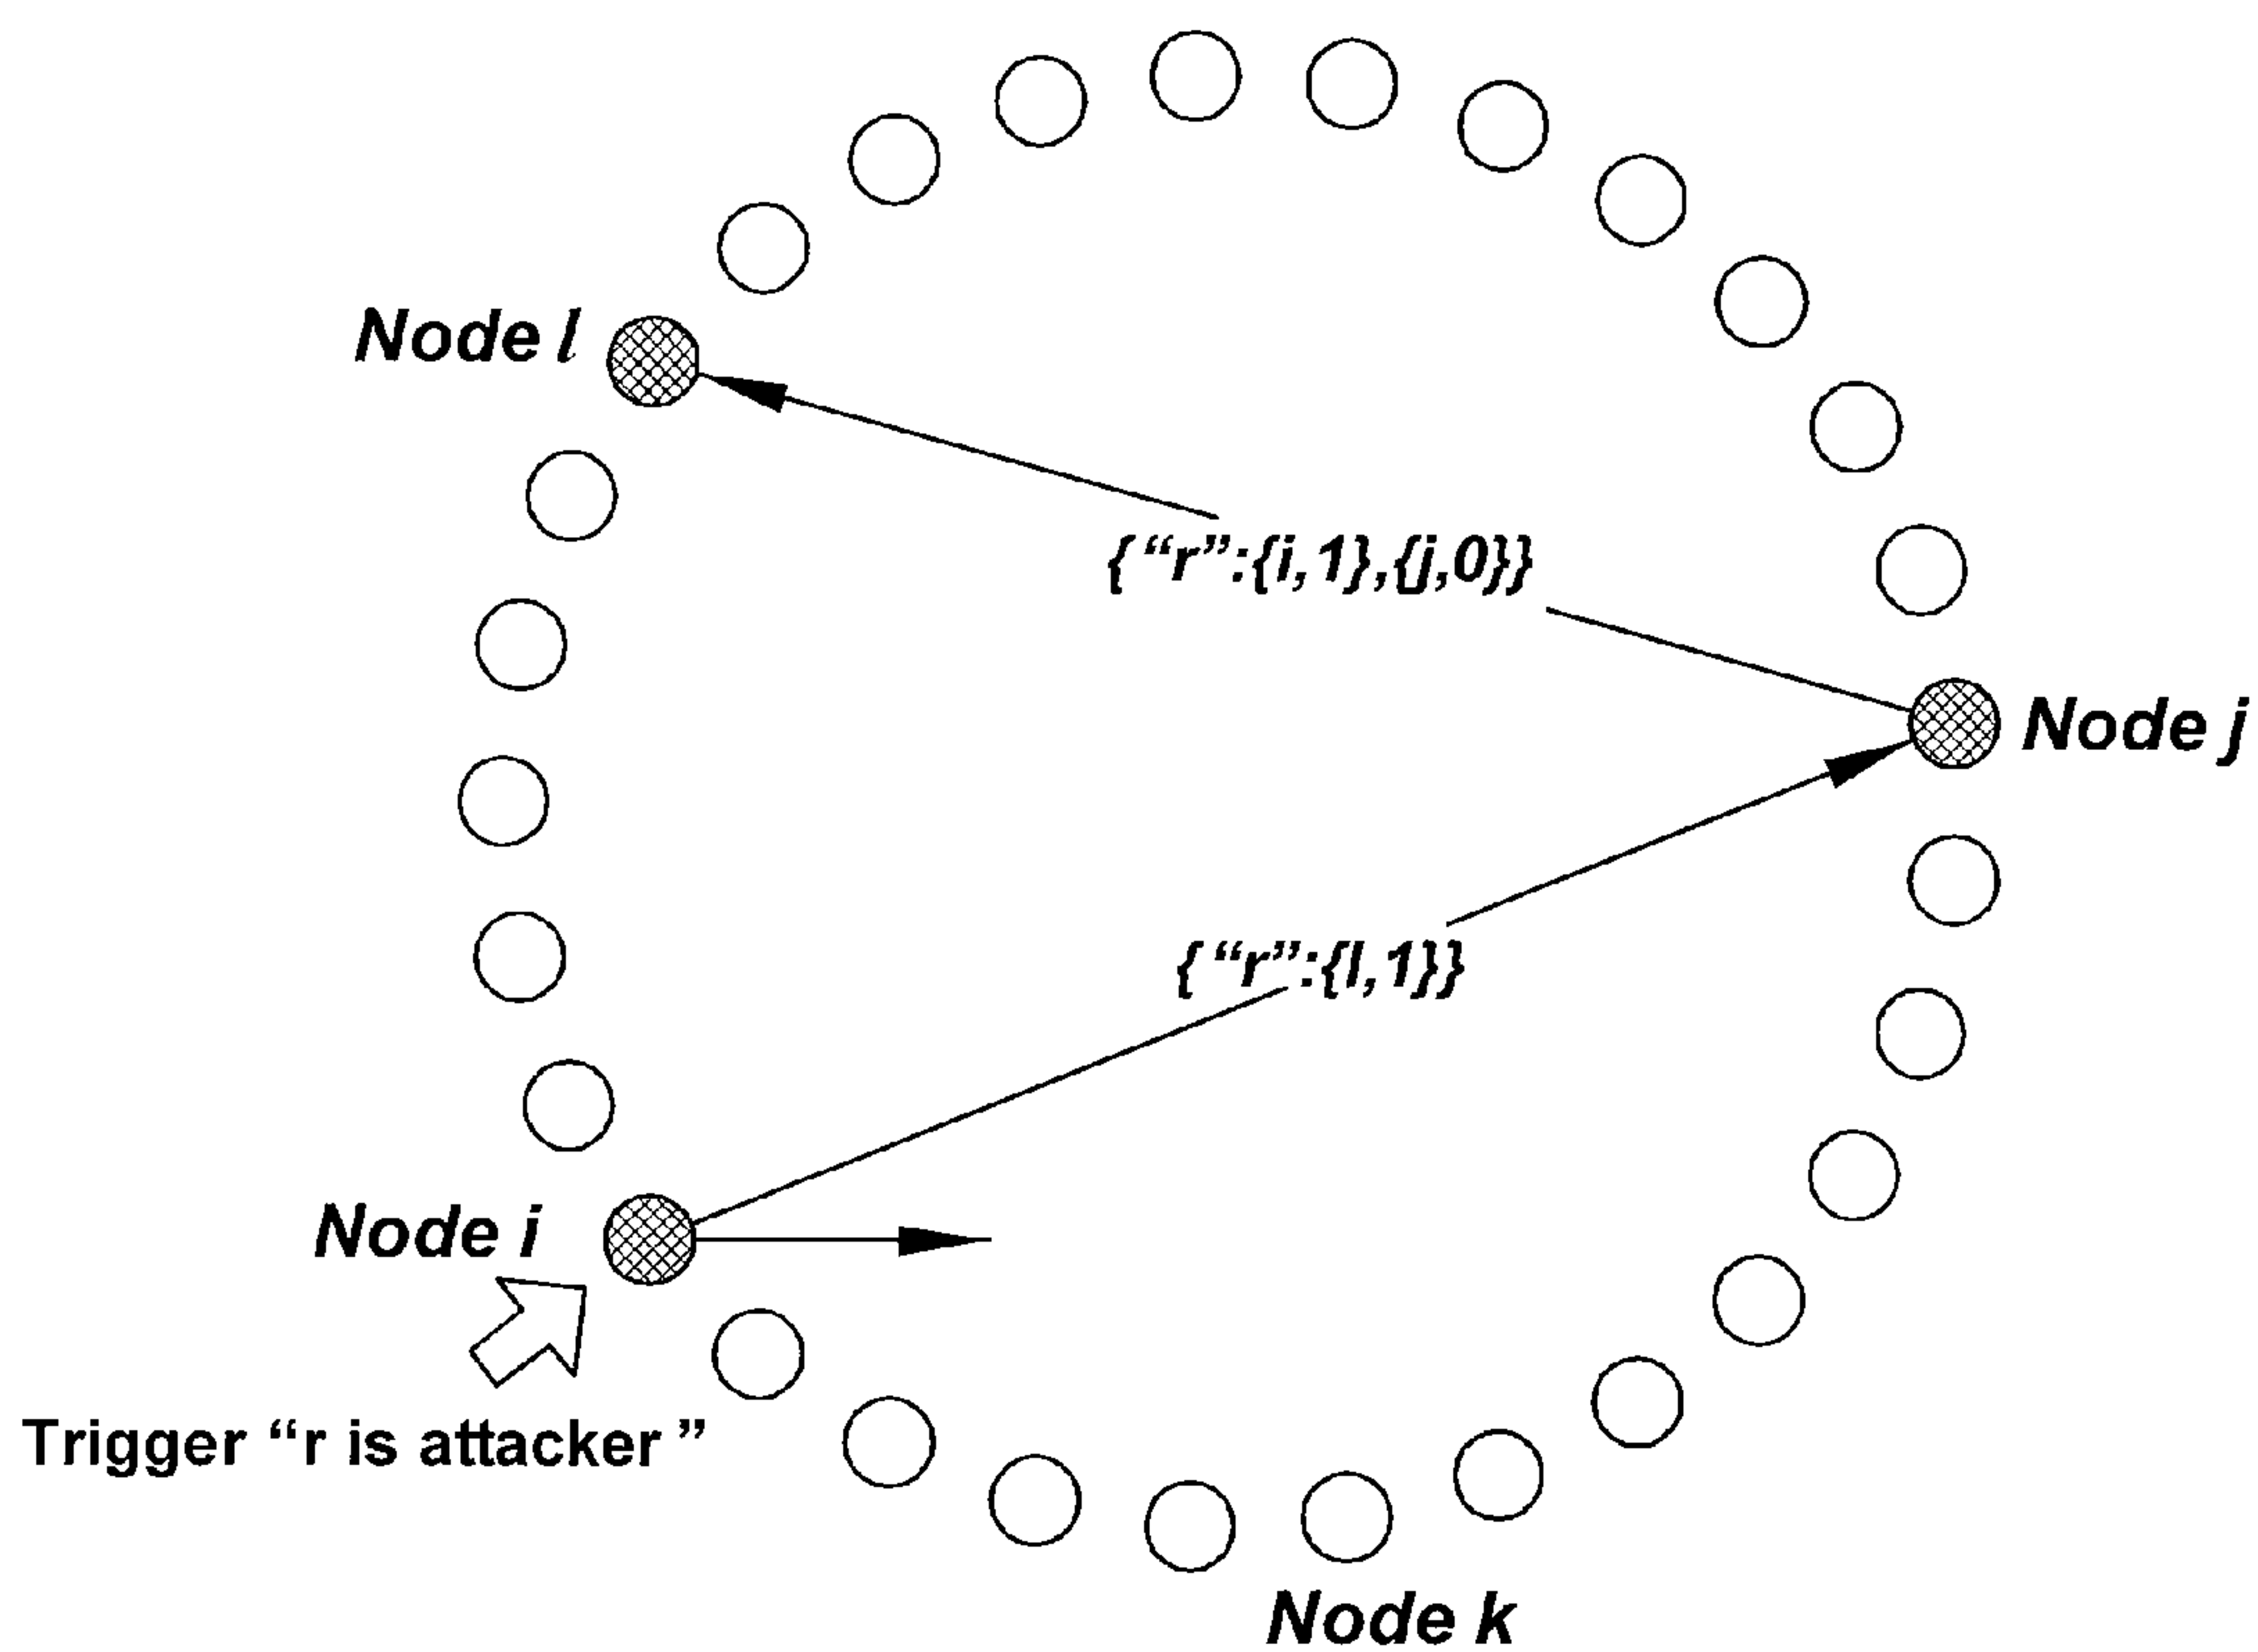 Node l
{“r”:{i,1},{j,0}}
Node j
{“r”:{l,1}}
Node i
Trigger “r is attacker”
Node k